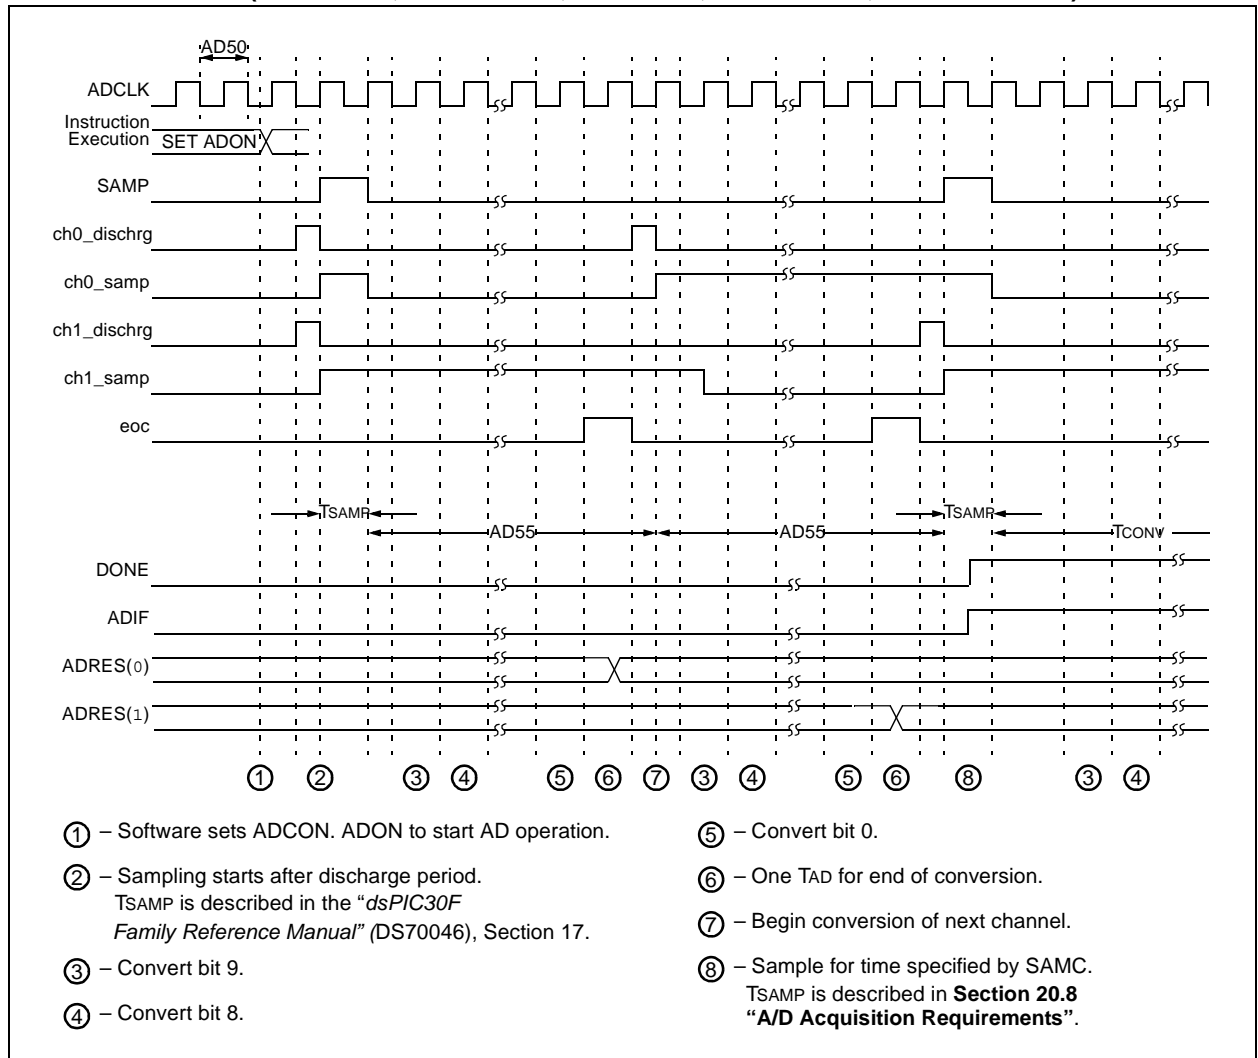 AD50
ADCLK
Instruction
Execution
SET ADON
SAMP
ch0_dischrg
ch0_samp
ch1_dischrg
ch1_samp
eoc
TSAMP
TSAMP
AD55
AD55
TCONV
DONE
ADIF
ADRES(0)
ADRES(1)
1 2 3 4 5 6 7 3 4 5 6 8 3 4
1 – Software sets ADCON. ADON to start AD operation.
2 – Sampling starts after discharge period.
TSAMP is described in the “dsPIC30F
Family Reference Manual” (DS70046), Section 17.
3 – Convert bit 9.
4 – Convert bit 8.
5 – Convert bit 0.
6 – One TAD for end of conversion.
7 – Begin conversion of next channel.
8 – Sample for time specified by SAMC.
TSAMP is described in Section 20.8
“A/D Acquisition Requirements”.